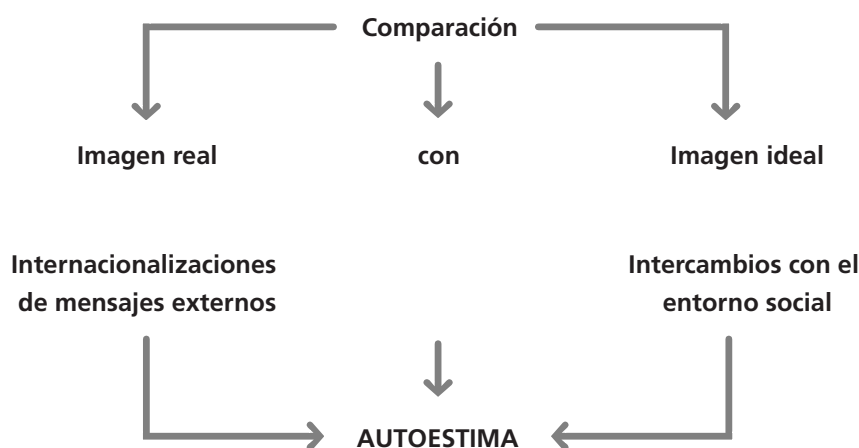 Comparación
Imagen real
con
Imagen ideal
Internacionalizaciones
de mensajes externos
Intercambios con el
entorno social
AUTOESTIMA